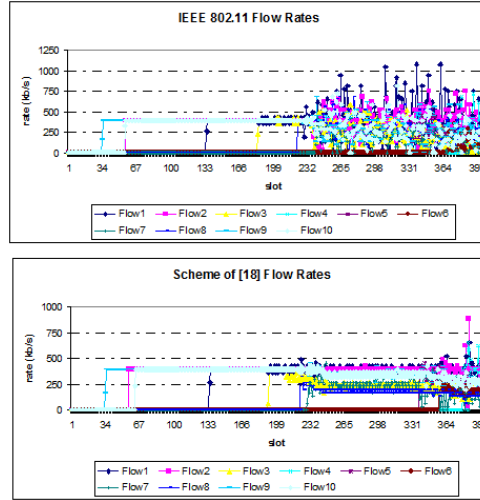 IEEE 802.11 Flow Rates
1250
1000
750
500
250
0
rate (kb/s)
1 34 67 100 133 166 199 232 265 298 331 364
slot
Flow1 Flow2 Flow3 Flow4 Flow5 Flow6
Flow7 Flow8 Flow9 Flow10
Scheme of [18] Flow Rates
1000
750
500
250
0
rate (kb/s)
1 34 67 100 133 166 199 232 265 298 331 364
slot
Flow1 Flow2 Flow3 Flow4 Flow5 Flow6
Flow7 Flow8 Flow9 Flow10